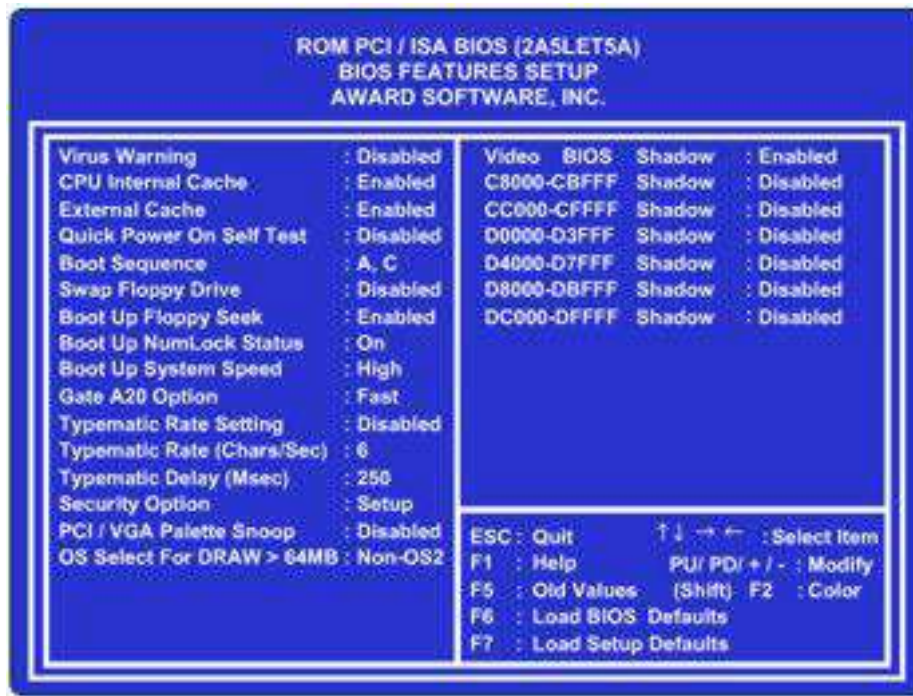 ROM PCI / ISA BIOS (2A5LET5A)
BIOS FEATURES SETUP
AWARD SOFTWARE, INC.
Virus Warning : Disabled
CPU Internal Cache : Enabled
External Cache : Enabled
Quick Power On Self Test : Disabled
Boot Sequence : A, C
Swap Floppy Drive : Disabled
Boot Up Floppy Seek : Enabled
Boot Up NumLock Status : On
Boot Up System Speed : High
Gate A20 Option : Fast
Typematic Rate Setting : Disabled
Typematic Rate (Chars/Sec) : 6
Typematic Delay (Msec) : 250
Security Option : Setup
PCI / VGA Palette Snoop : Disabled
OS Select For DRAW > 64MB : Non-OS2
Video BIOS Shadow : Enabled
C8000-CBFFF Shadow : Disabled
CC000-CFFFF Shadow : Disabled
D0000-D3FFF Shadow : Disabled
D4000-D7FFF Shadow : Disabled
D8000-DBFFF Shadow : Disabled
DC000-DFFFF Shadow : Disabled
ESC : Quit ↑↓ → ← : Select Item
F1 : Help PU/ PD/ + / - : Modify
F5 : Old Values (Shift) F2 : Color
F6 : Load BIOS Defaults
F7 : Load Setup Defaults